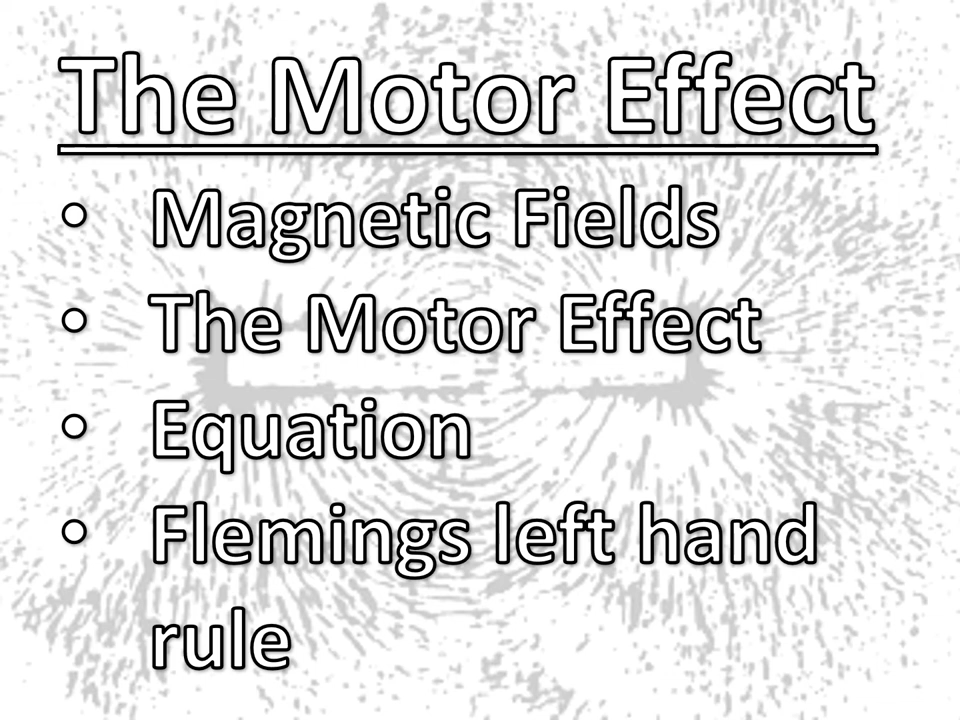 The Motor Effect
• Magnetic Fields
• The Motor Effect
• Equation
• Flemings left hand
rule